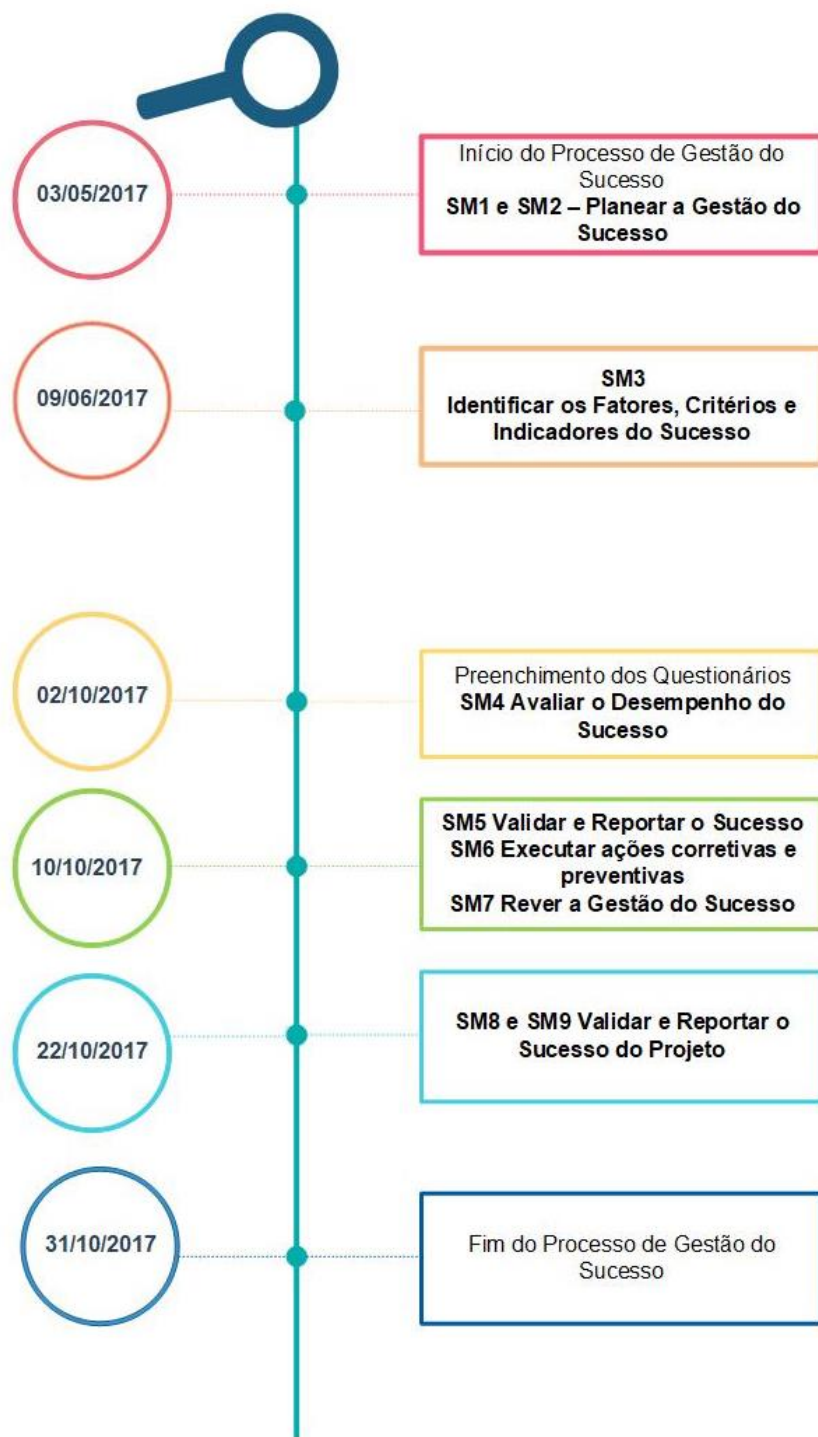 03/05/2017
Início do Processo de Gestão do
Sucesso
SM1 e SM2 – Planear a Gestão do
Sucesso
09/06/2017
SM3
Identificar os Fatores, Critérios e
Indicadores do Sucesso
02/10/2017
Preenchimento dos Questionários
SM4 Avaliar o Desempenho do
Sucesso
10/10/2017
SM5 Validar e Reportar o Sucesso
SM6 Executar ações corretivas e
preventivas
SM7 Rever a Gestão do Sucesso
22/10/2017
SM8 e SM9 Validar e Reportar o
Sucesso do Projeto
31/10/2017
Fim do Processo de Gestão do
Sucesso